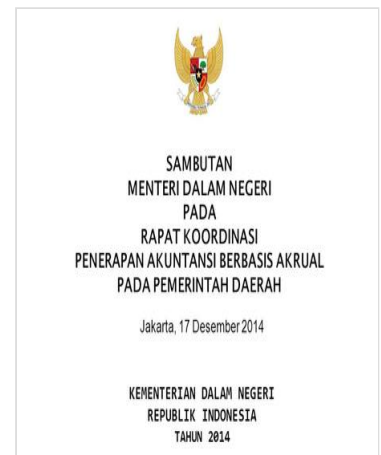 SAMBUTAN
MENTERI DALAM NEGERI
PADA
RAPAT KOORDINASI
PENERAPAN AKUNTANSI BERBASIS AKRUAL
PADA PEMERINTAH DAERAH
Jakarta, 17 Desember 2014
KEMENTERIAN DALAM NEGERI
REPUBLIK INDONESIA
TAHUN 2014